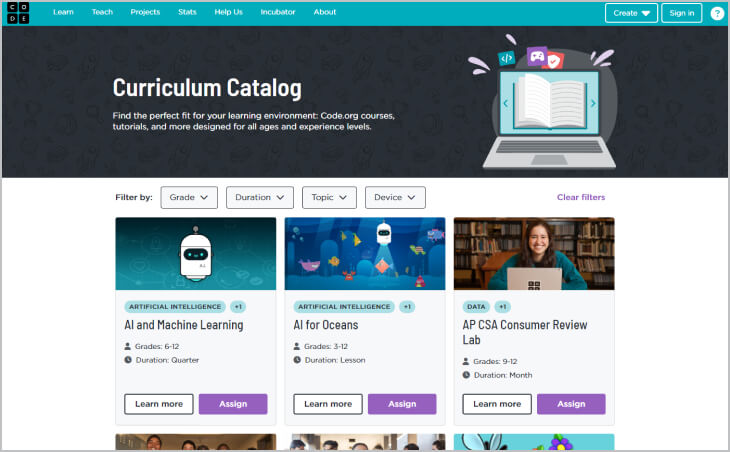 C O
D E
Learn Teach Projects Stats Help Us Incubator About
Create Sign in ?
Curriculum Catalog
Find the perfect fit for your learning environment: Code.org courses,
tutorials, and more designed for all ages and experience levels.
Filter by: Grade Duration Topic Device Clear filters
A.I.
ARTIFICIAL INTELLIGENCE +1
AI and Machine Learning
Grades: 6-12
Duration: Quarter
Learn more Assign
ARTIFICIAL INTELLIGENCE +1
AI for Oceans
Grades: 3-12
Duration: Lesson
Learn more Assign
DATA +1
AP CSA Consumer Review
Lab
Grades: 9-12
Duration: Month
Learn more Assign